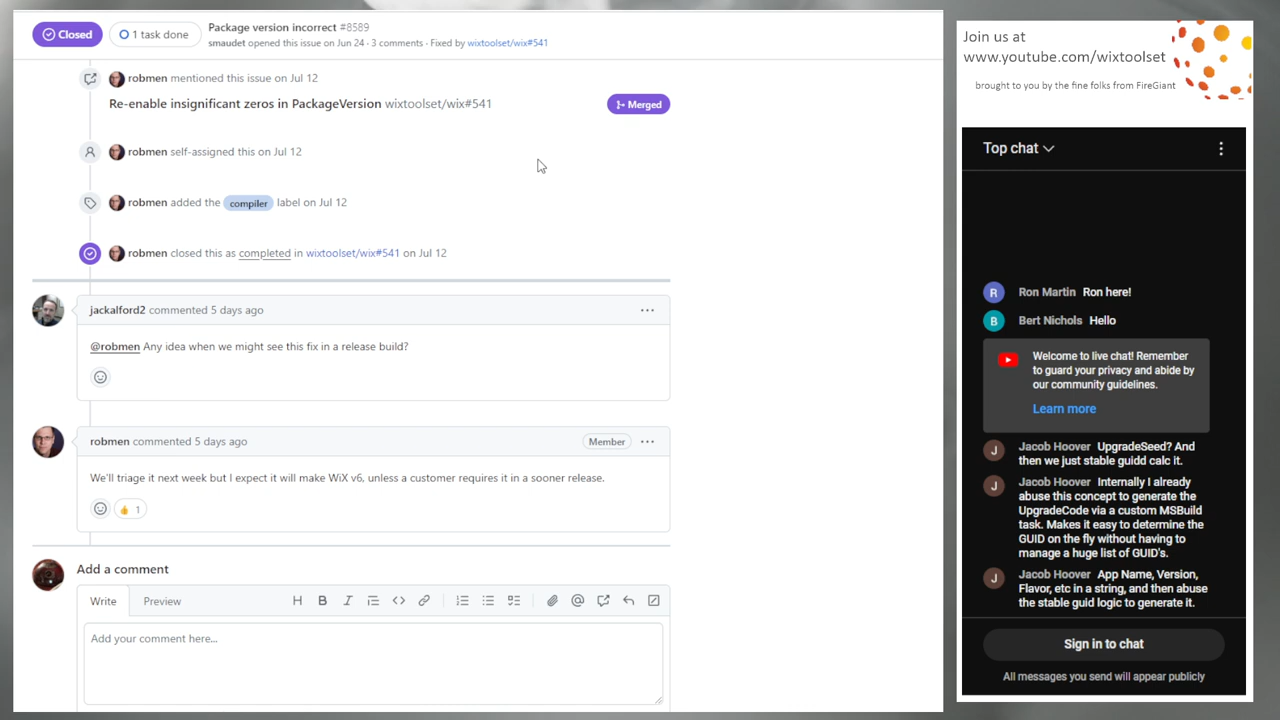 Closed
1 task done
Package version incorrect #8589
smaudet opened this issue on Jun 24 · 3 comments · Fixed by wixtoolset/wix#541
robmen mentioned this issue on Jul 12
Re-enable insignificant zeros in PackageVersion wixtoolset/wix#541
Merged
robmen self-assigned this on Jul 12
robmen added the compiler label on Jul 12
robmen closed this as completed in wixtoolset/wix#541 on Jul 12
jackalford2 commented 5 days ago
@robmen Any idea when we might see this fix in a release build?
robmen commented 5 days ago
Member
We'll triage it next week but I expect it will make WiX v6, unless a customer requires it in a sooner release.
👍 1
Add a comment
Write
Preview
H B I
Add your comment here...
Join us at
www.youtube.com/wixtoolset
brought to you by the fine folks from FireGiant
Top chat
R Ron Martin Ron here!
B Bert Nichols Hello
Welcome to live chat! Remember
to guard your privacy and abide by
our community guidelines.
Learn more
J Jacob Hoover UpgradeSeed? And
then we just stable guidd calc it.
J Jacob Hoover Internally I already
abuse this concept to generate the
UpgradeCode via a custom MSBuild
task. Makes it easy to determine the
GUID on the fly without having to
manage a huge list of GUID's.
J Jacob Hoover App Name, Version,
Flavor, etc in a string, and then abuse
the stable guid logic to generate it.
Sign in to chat
All messages you send will appear publicly